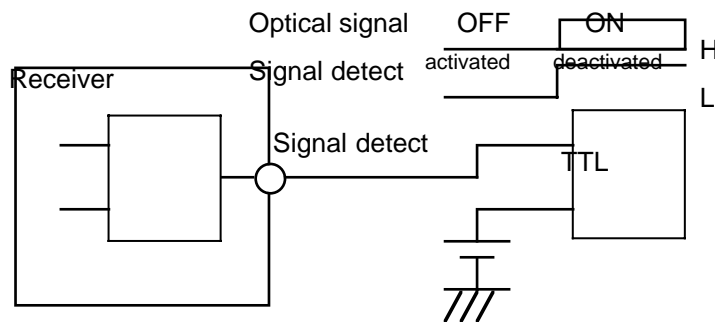 Optical signal OFF ON
Signal detect activated deactivated H
L
Receiver
Signal detect
TTL